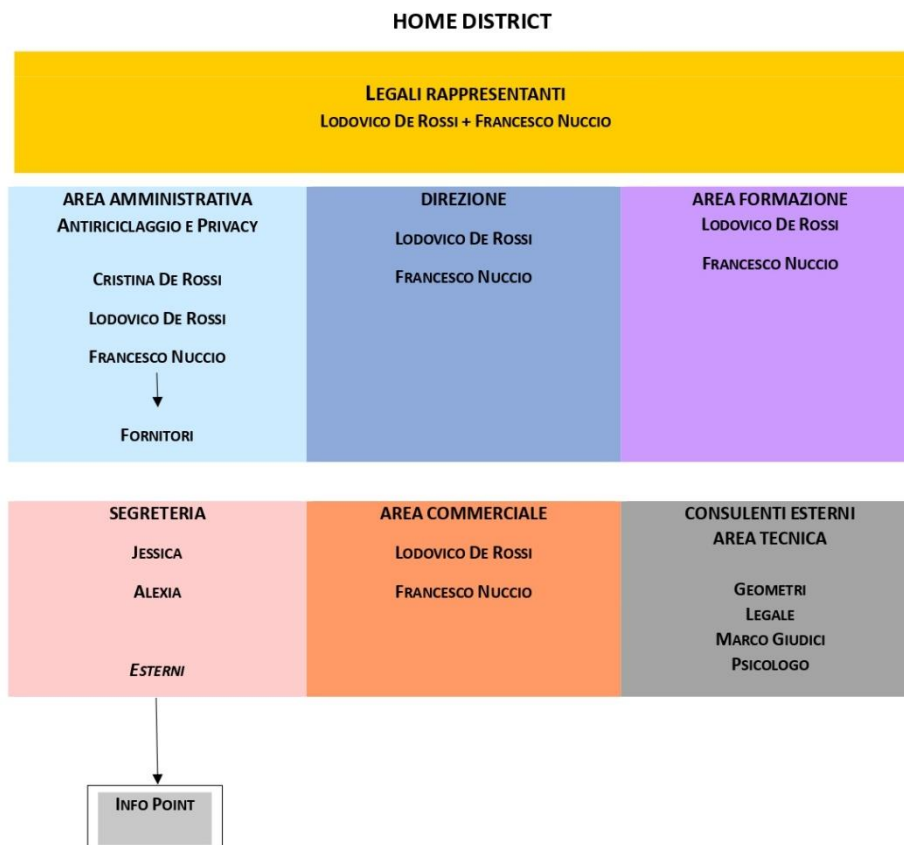 HOME DISTRICT
LEGALI RAPPRESENTANTI
LODOVICO DE ROSSI + FRANCESCO NUCCIO
AREA AMMINISTRATIVA
ANTIRICICLAGGIO E PRIVACY
CRISTINA DE ROSSI
LODOVICO DE ROSSI
FRANCESCO NUCCIO
FORNITORI
DIREZIONE
LODOVICO DE ROSSI
FRANCESCO NUCCIO
AREA FORMAZIONE
LODOVICO DE ROSSI
FRANCESCO NUCCIO
SEGRETERIA
JESSICA
ALEXIA
ESTERNI
AREA COMMERCIALE
LODOVICO DE ROSSI
FRANCESCO NUCCIO
CONSULENTI ESTERNI
AREA TECNICA
GEOMETRI
LEGALE
MARCO GIUDICI
PSICOLOGO
INFO POINT